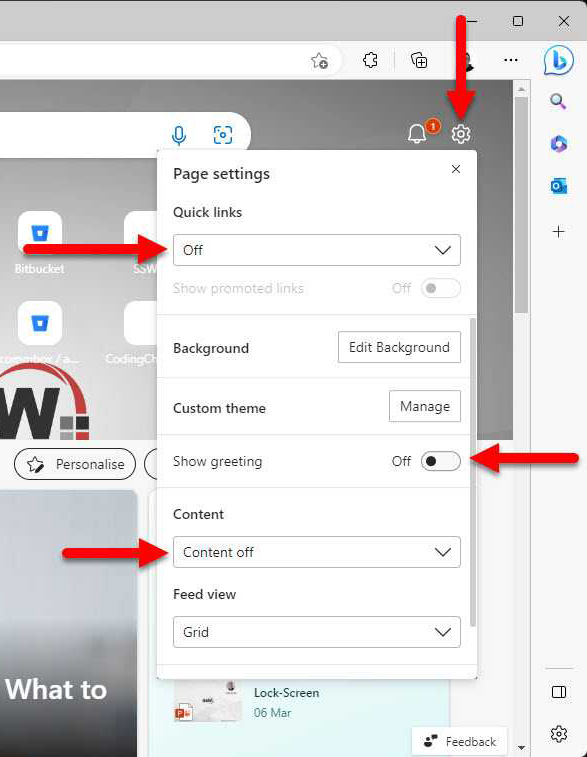 1
Page settings
Quick links
Off
Bitbucket
SSW
Show promoted links Off
Background Edit Background
CodingCh
Custom theme Manage
W
Personalise
Show greeting Off
Content
Content off
Feed view
Grid
What to
Lock-Screen
06 Mar
Feedback